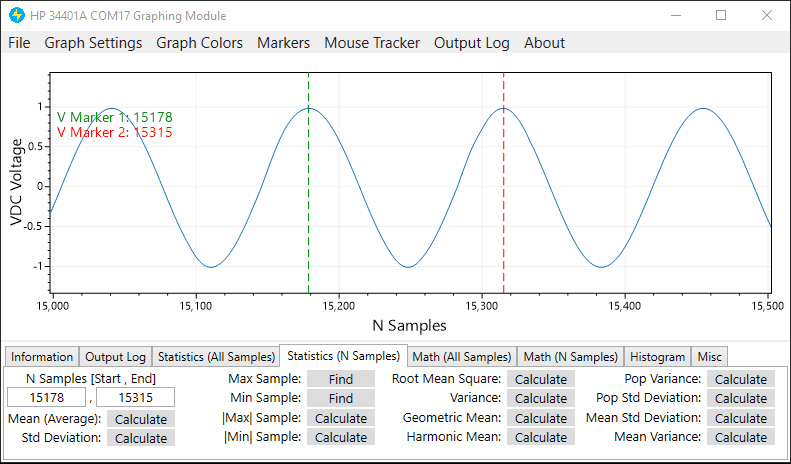 HP 34401A COM17 Graphing Module
File Graph Settings Graph Colors Markers Mouse Tracker Output Log About
V Marker 1: 15178
V Marker 2: 15315
VDC Voltage
1
0.5
0
-0.5
-1
15,000 15,100 15,200 15,300 15,400 15,500
N Samples
Information Output Log Statistics (All Samples) Statistics (N Samples) Math (All Samples) Math (N Samples) Histogram Misc
N Samples [Start , End] Max Sample: Find Root Mean Square: Calculate Pop Variance: Calculate
15178 , 15315 Min Sample: Find Variance: Calculate Pop Std Deviation: Calculate
Mean (Average): Calculate |Max| Sample: Calculate Geometric Mean: Calculate Mean Std Deviation: Calculate
Std Deviation: Calculate |Min| Sample: Calculate Harmonic Mean: Calculate Mean Variance: Calculate